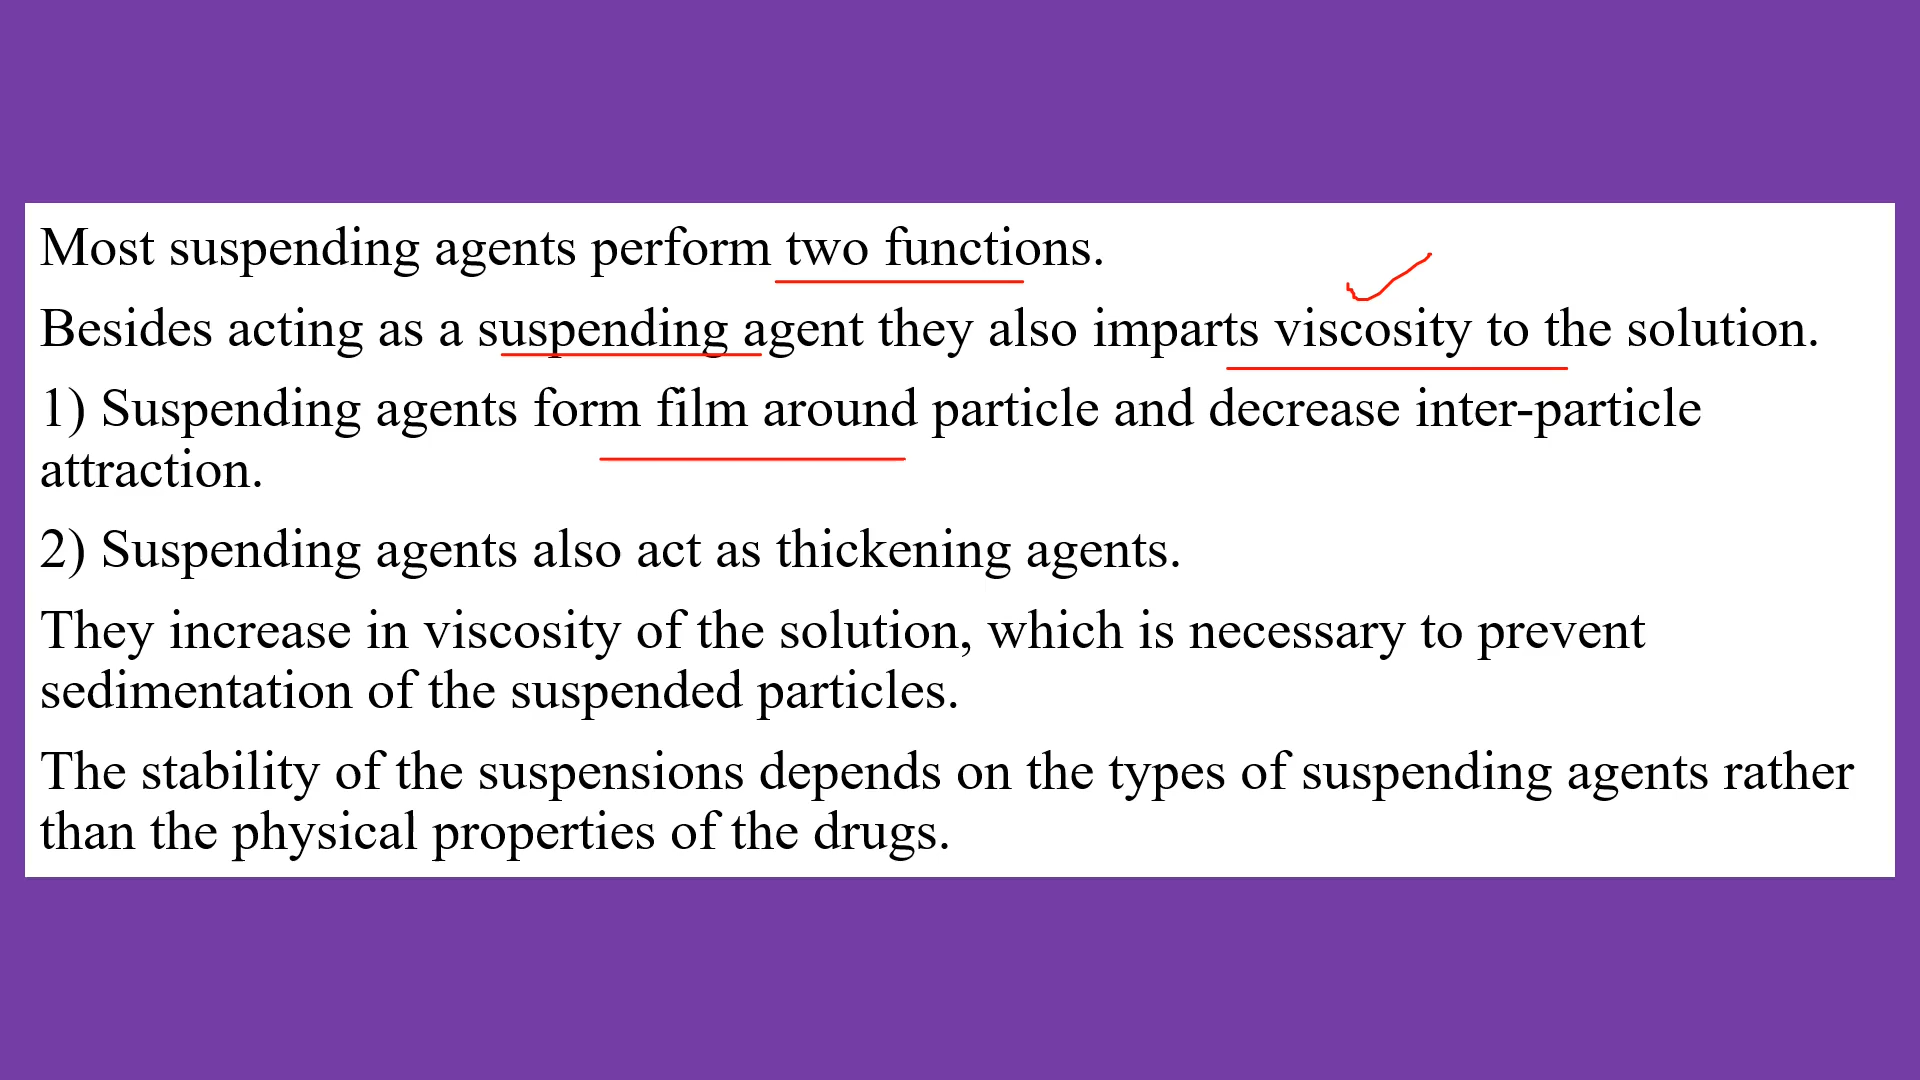 Most suspending agents perform two functions.
Besides acting as a suspending agent they also imparts viscosity to the solution.
1) Suspending agents form film around particle and decrease inter-particle
attraction.
2) Suspending agents also act as thickening agents.
They increase in viscosity of the solution, which is necessary to prevent
sedimentation of the suspended particles.
The stability of the suspensions depends on the types of suspending agents rather
than the physical properties of the drugs.